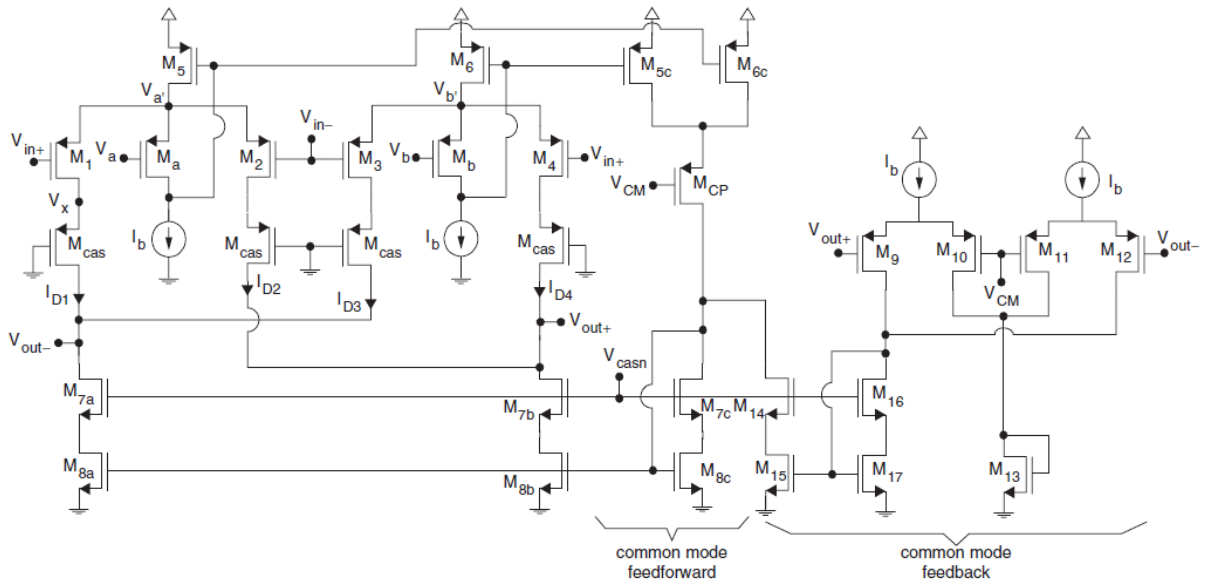 M5
M6
M5c
M6c
Va'
Vb'
Vin+
M1
Va
Ma
M2
Vin-
M3
Vb
Mb
M4
Vin+
VCM
MCP
Vx
Mcas
Ib
Mcas
Mcas
Ib
Mcas
Ib
Ib
Vout+
M9
M10
M11
M12
Vout-
VCM
ID1
ID2
ID3
ID4
Vout-
Vout+
Vcasn
M7a
M7b
M7c
M14
M16
M8a
M8b
M8c
M15
M17
M13
common mode
feedforward
common mode
feedback